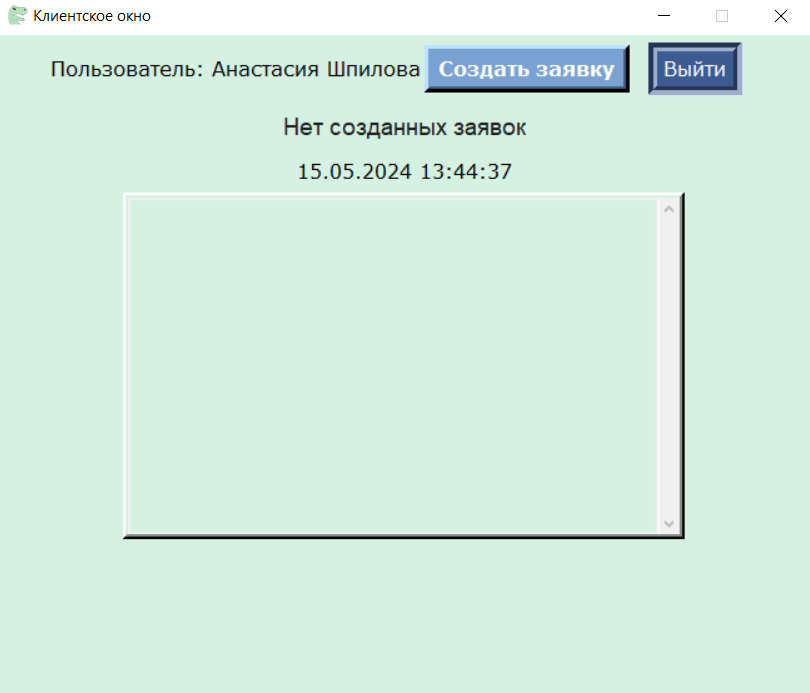 Клиентское окно
Пользователь: Анастасия Шпилова Создать заявку Выйти
Нет созданных заявок
15.05.2024 13:44:37